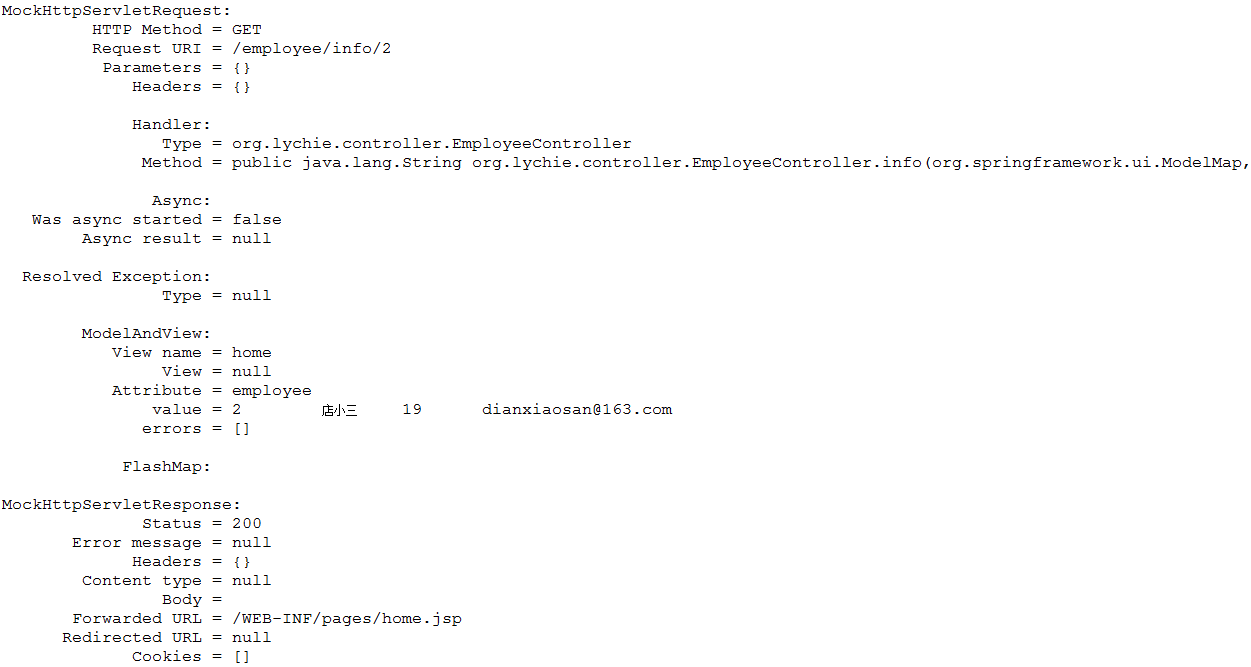 MockHttpServletRequest:
HTTP Method = GET
Request URI = /employee/info/2
Parameters = {}
Headers = {}
Handler:
Type = org.lychie.controller.EmployeeController
Method = public java.lang.String org.lychie.controller.EmployeeController.info(org.springframework.ui.ModelMap,
Async:
Was async started = false
Async result = null
Resolved Exception:
Type = null
ModelAndView:
View name = home
View = null
Attribute = employee
value = 2 店小三 19 dianxiaosan@163.com
errors = []
FlashMap:
MockHttpServletResponse:
Status = 200
Error message = null
Headers = {}
Content type = null
Body =
Forwarded URL = /WEB-INF/pages/home.jsp
Redirected URL = null
Cookies = []